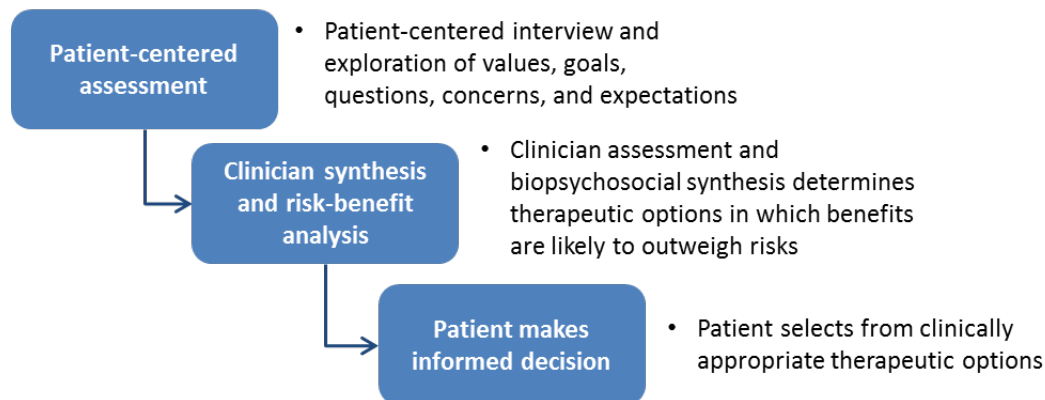 Patient-centered
assessment
• Patient-centered interview and
exploration of values, goals,
questions, concerns, and expectations
Clinician synthesis
and risk-benefit
analysis
• Clinician assessment and
biopsychosocial synthesis determines
therapeutic options in which benefits
are likely to outweigh risks
Patient makes
informed decision
• Patient selects from clinically
appropriate therapeutic options